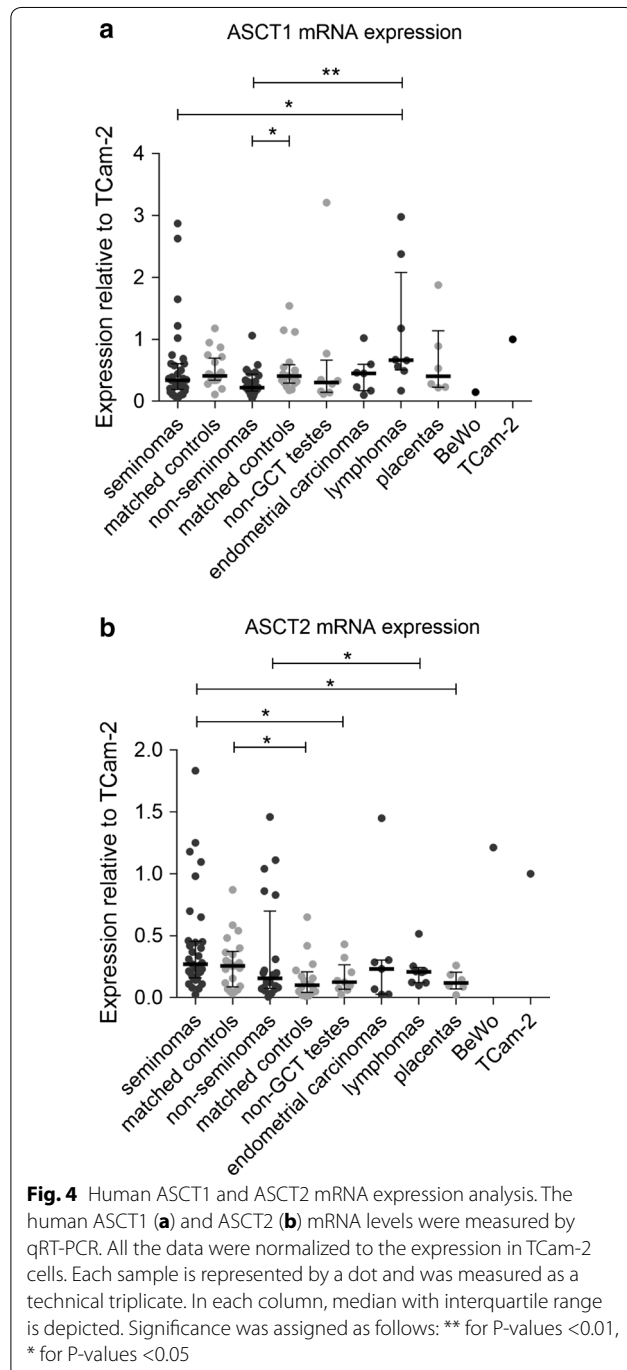 a
ASCT1 mRNA expression
**
*
*
Expression relative to TCam-2
4
3
2
1
0
seminomas
matched controls
non-seminomas
matched controls
non-GCT testes
endometrial carcinomas
lymphomas
placentas
BeWo
TCam-2
b
ASCT2 mRNA expression
*
*
*
*
Expression relative to TCam-2
2.0
1.5
1.0
0.5
0.0
seminomas
matched controls
non-seminomas
matched controls
non-GCT testes
endometrial carcinomas
lymphomas
placentas
BeWo
TCam-2
Fig. 4 Human ASCT1 and ASCT2 mRNA expression analysis. The
human ASCT1 (a) and ASCT2 (b) mRNA levels were measured by
qRT-PCR. All the data were normalized to the expression in TCam-2
cells. Each sample is represented by a dot and was measured as a
technical triplicate. In each column, median with interquartile range
is depicted. Significance was assigned as follows: ** for P-values <0.01,
* for P-values <0.05